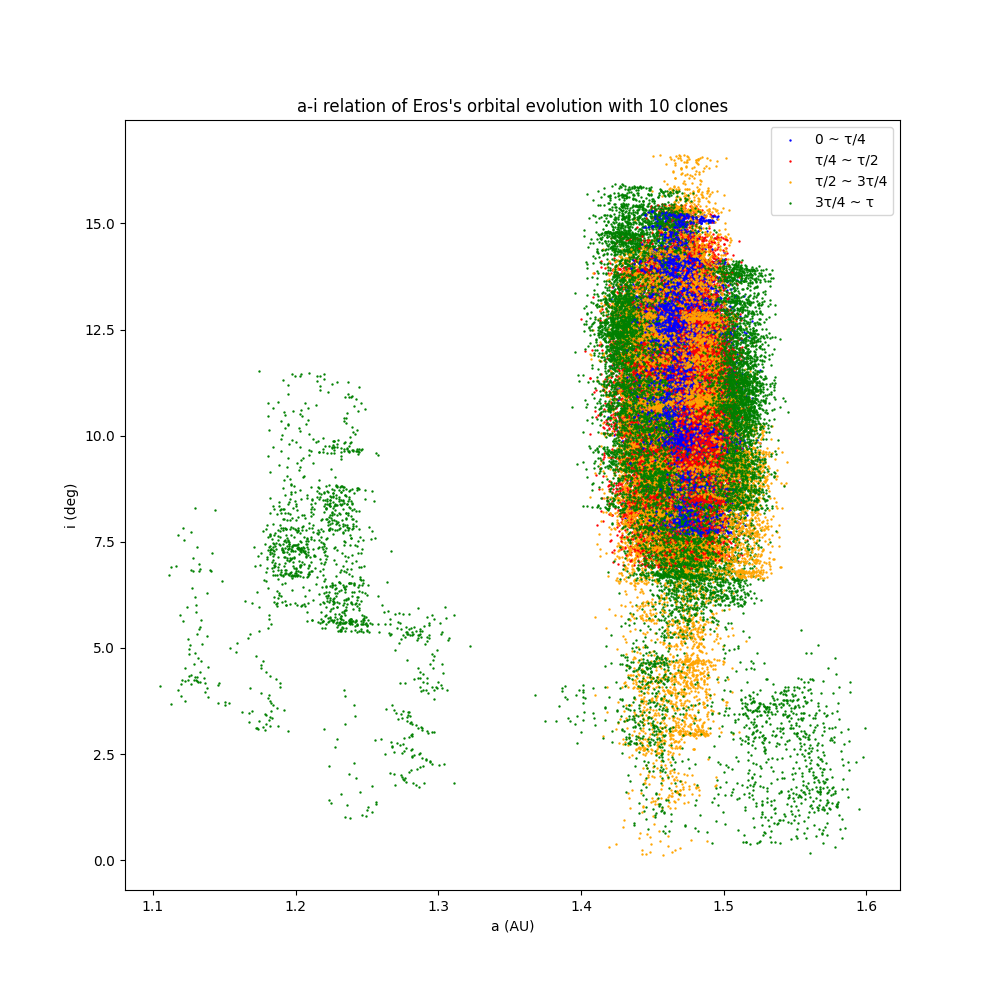 a-i relation of Eros's orbital evolution with 10 clones
0 ~ τ/4
τ/4 ~ τ/2
τ/2 ~ 3τ/4
3τ/4 ~ τ
15.0
12.5
10.0
7.5
5.0
2.5
0.0
i (deg)
1.1 1.2 1.3 1.4 1.5 1.6
a (AU)